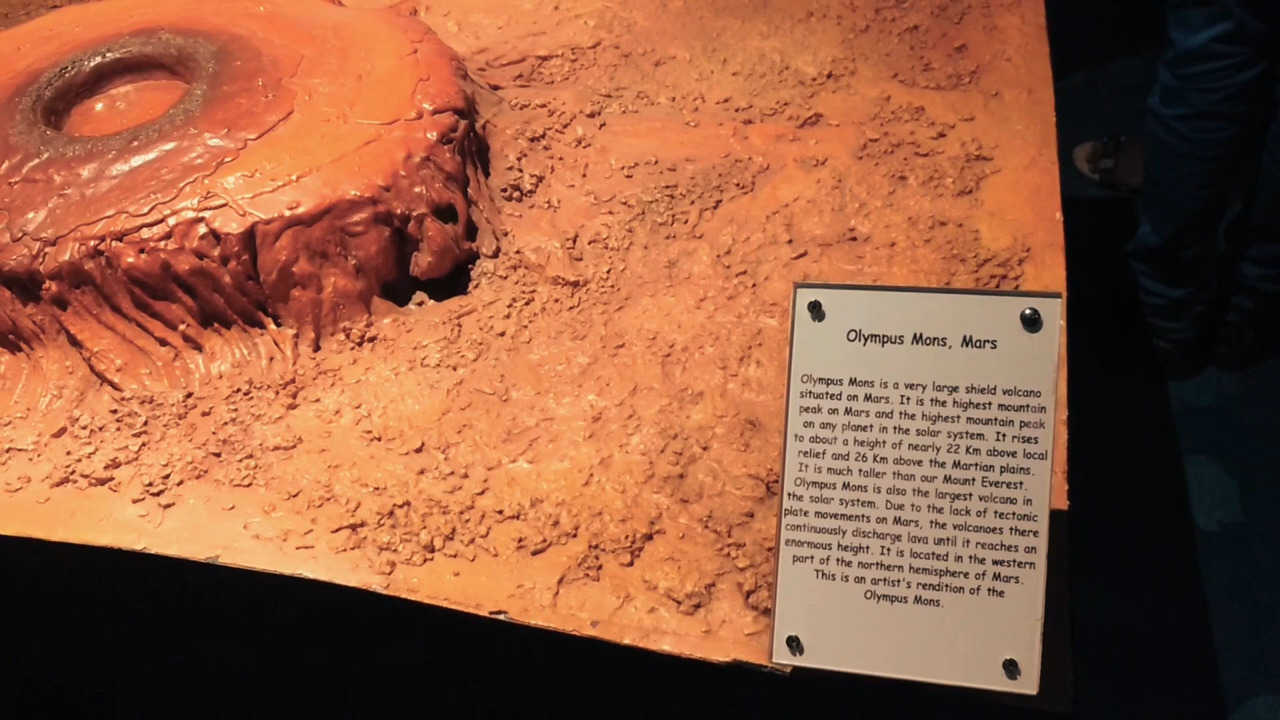 Olympus Mons, Mars
Olympus Mons is a very large shield volcano
situated on Mars. It is the highest mountain
peak on Mars and the highest mountain peak
on any planet in the solar system. It rises
to about a height of nearly 22 Km above local
relief and 26 Km above the Martian plains.
It is much taller than our Mount Everest.
Olympus Mons is also the largest volcano in
the solar system. Due to the lack of tectonic
plate movements on Mars, the volcanoes there
continuously discharge lava until it reaches an
enormous height. It is located in the western
part of the northern hemisphere of Mars.
This is an artist's rendition of the
Olympus Mons.